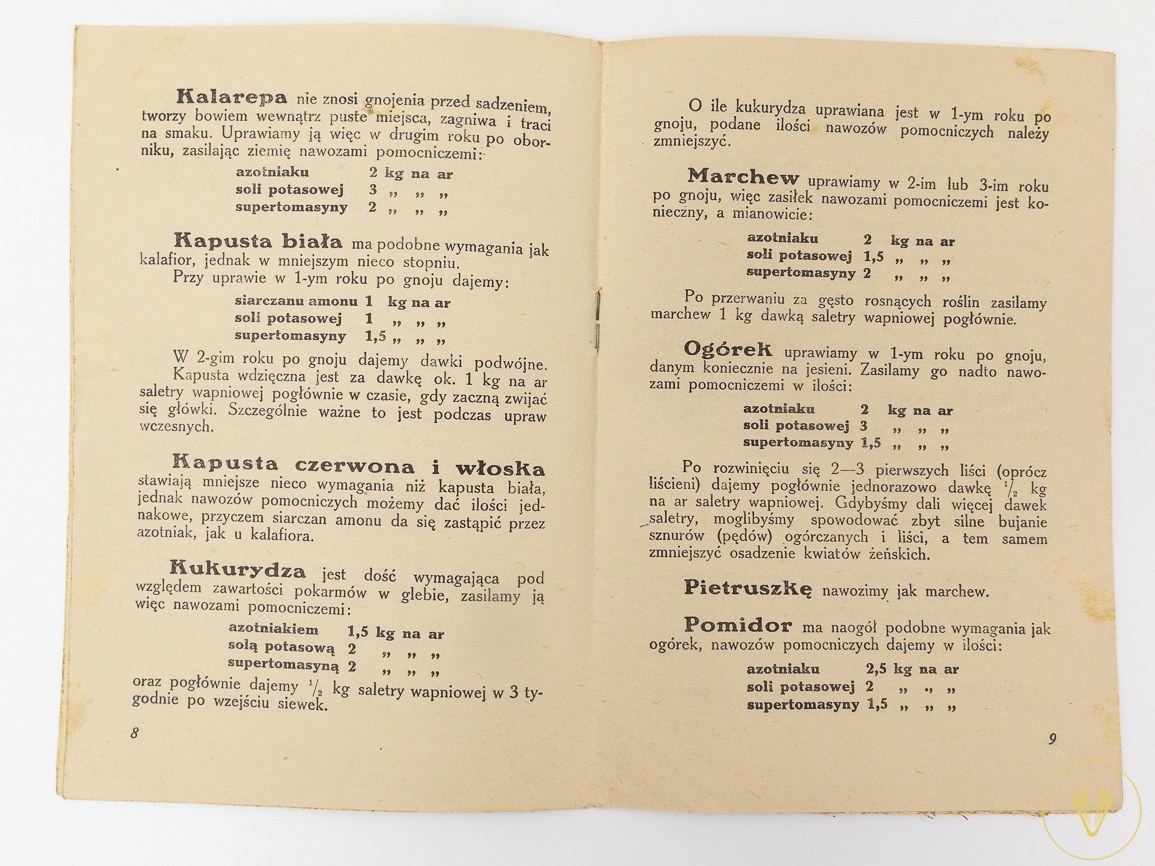 Kalarepa nie znosi gnojenia przed sadzeniem,
tworzy bowiem wewnątrz puste miejsca, zagniwa i traci
na smaku. Uprawiamy ją więc w drugim roku po obor-
niku, zasilając ziemię nawozami pomocniczemi:
azotniaku 2 kg na ar
soli potasowej 3 „ „ „
supertomasyny 2 „ „ „
Kapusta biała ma podobne wymagania jak
kalafior, jednak w mniejszym nieco stopniu.
Przy uprawie w 1-ym roku po gnoju dajemy:
siarczanu amonu 1 kg na ar
soli potasowej 1 „ „ „
supertomasyny 1,5 „ „ „
W 2-gim roku po gnoju dajemy dawki podwójne.
Kapusta wdzięczna jest za dawkę ok. 1 kg na ar
saletry wapniowej pogłównie w czasie, gdy zaczną zwijać
się główki. Szczególnie ważne to jest podczas upraw
wczesnych.
Kapusta czerwona i włoska
stawiają mniejsze nieco wymagania niż kapusta biała,
jednak nawozów pomocniczych możemy dać ilości jed-
nakowe, przyczem siarczan amonu da się zastąpić przez
azotniak, jak u kalafiora.
Kukurydza jest dość wymagająca pod
względem zawartości pokarmów w glebie, zasilamy ją
więc nawozami pomocniczemi:
azotniakiem 1,5 kg na ar
solą potasową 2 „ „ „
supertomasyną 2 „ „ „
oraz pogłównie dajemy 1/2 kg saletry wapniowej w 3 ty-
godnie po wzejściu siewek.
8
O ile kukurydza uprawiana jest w 1-ym roku po
gnoju, podane ilości nawozów pomocniczych należy
zmniejszyć.
Marchew uprawiamy w 2-im lub 3-im roku
po gnoju, więc zasiłek nawozami pomocniczemi jest ko-
nieczny, a mianowicie:
azotniaku 2 kg na ar
soli potasowej 1,5 „ „ „
supertomasyny 2 „ „ „
Po przerwaniu za gęsto rosnących roślin zasilamy
marchew 1 kg dawką saletry wapniowej pogłównie.
Ogórek uprawiamy w 1-ym roku po gnoju,
danym koniecznie na jesieni. Zasilamy go nadto nawo-
zami pomocniczemi w ilości:
azotniaku 2 kg na ar
soli potasowej 3 „ „ „
supertomasyny 1,5 „ „ „
Po rozwinięciu się 2—3 pierwszych liści (oprócz
liścieni) dajemy pogłównie jednorazowo dawkę 1/2 kg
na ar saletry wapniowej. Gdybyśmy dali więcej dawek
saletry, moglibyśmy spowodować zbyt silne bujanie
sznurów (pędów) ogórczanych i liści, a tem samem
zmniejszyć osadzenie kwiatów żeńskich.
Pietruszkę nawozimy jak marchew.
Pomidor ma naogół podobne wymagania jak
ogórek, nawozów pomocniczych dajemy w ilości:
azotniaku 2,5 kg na ar
soli potasowej 2 „ „ „
supertomasyny 1,5 „ „ „
9